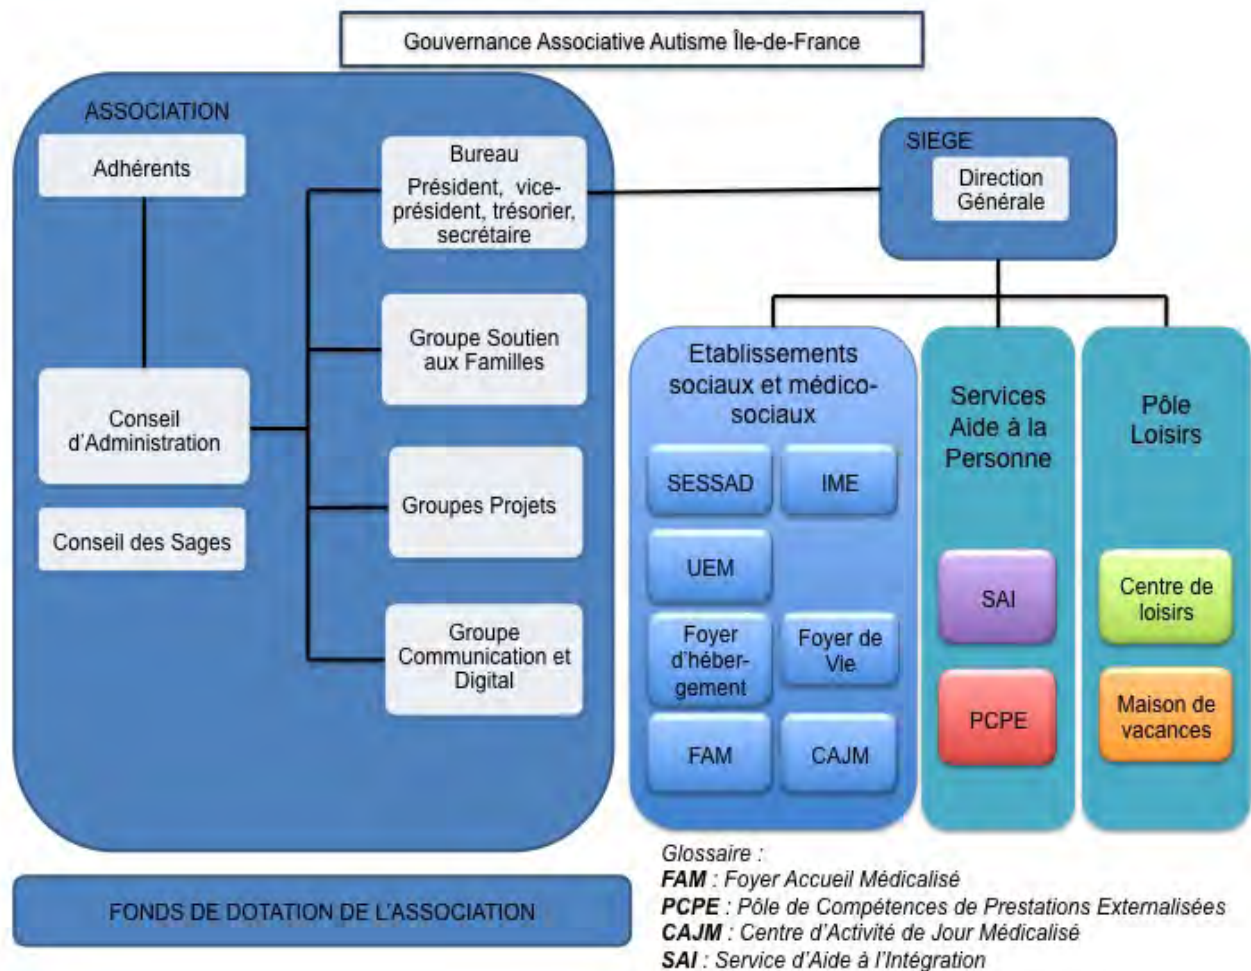 Gouvernance Associative Autisme Île-de-France
ASSOCIATION
Adhérents
Conseil
d'Administration
Conseil des Sages
Bureau
Président, vice-
président, trésorier,
secrétaire
Groupe Soutien
aux Familles
Groupes Projets
Groupe
Communication et
Digital
SIEGE
Direction
Générale
Etablissements
sociaux et médico-
sociaux
SESSAD
IME
UEM
Foyer
d'héber-
gement
Foyer de
Vie
FAM
CAJM
Services
Aide à la
Personne
SAI
PCPE
Pôle
Loisirs
Centre de
loisirs
Maison de
vacances
FONDS DE DOTATION DE L'ASSOCIATION
Glossaire :
FAM : Foyer Accueil Médicalisé
PCPE : Pôle de Compétences de Prestations Externalisées
CAJM : Centre d'Activité de Jour Médicalisé
SAI : Service d'Aide à l'Intégration